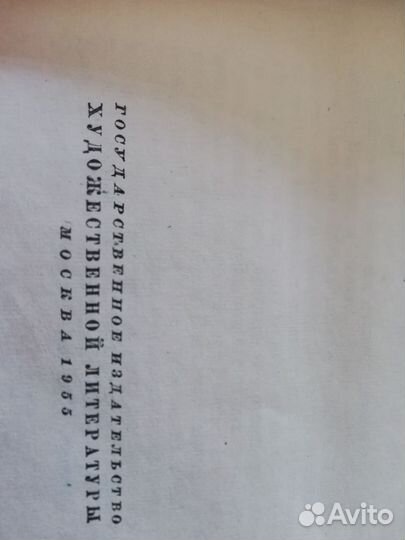 ГОСУДАРСТВЕННОЕ ИЗДАТЕЛЬСТВО
ХУДОЖЕСТВЕННОЙ ЛИТЕРАТУРЫ
МОСКВА 1955
Avito